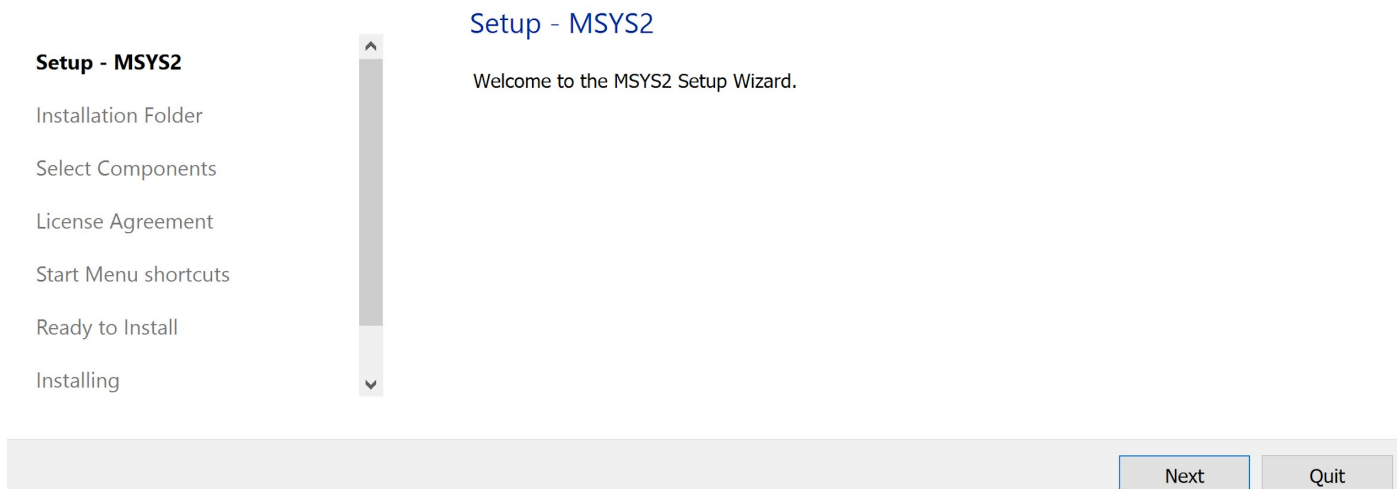 Setup - MSYS2
Installation Folder
Select Components
License Agreement
Start Menu shortcuts
Ready to Install
Installing
Setup - MSYS2
Welcome to the MSYS2 Setup Wizard.
Next
Quit